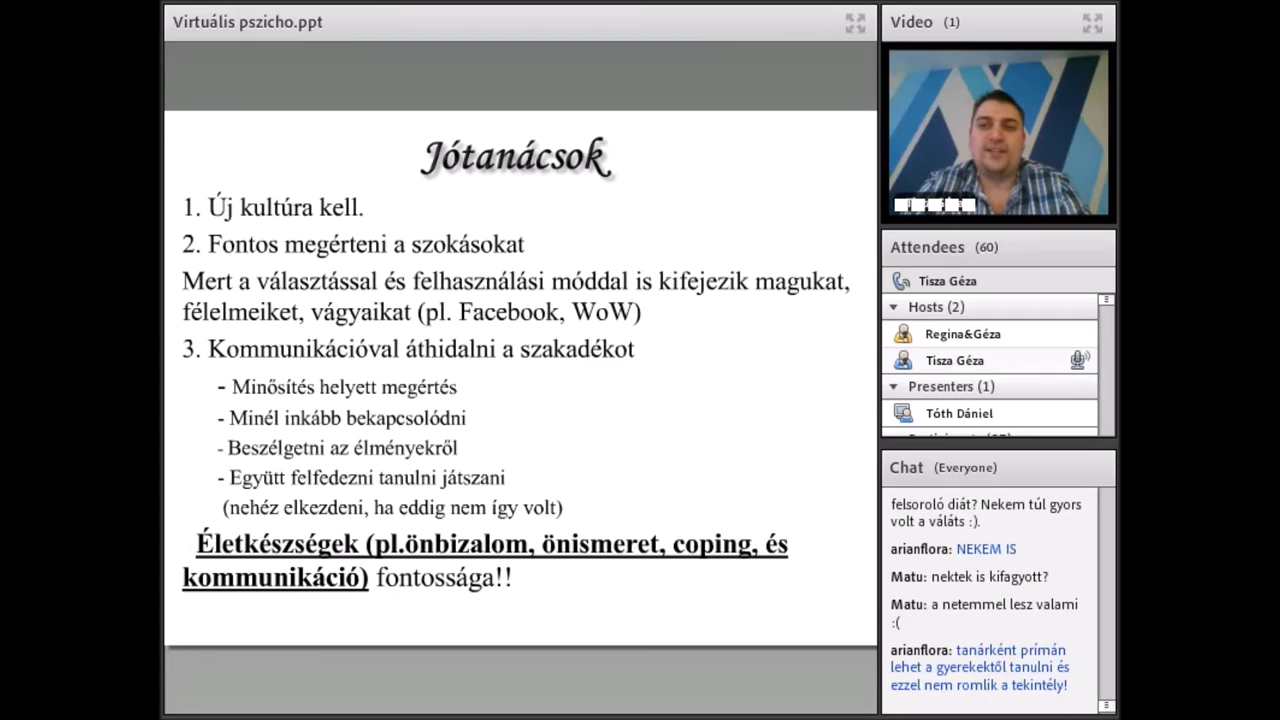 Virtuális pszicho.ppt
Jótanácsok
1. Új kultúra kell.
2. Fontos megérteni a szokásokat
Mert a választással és felhasználási móddal is kifejezik magukat,
félelmeiket, vágyaikat (pl. Facebook, WoW)
3. Kommunikációval áthidalni a szakadékot
- Minősítés helyett megértés
- Minél inkább bekapcsolódni
- Beszélgetni az élményekről
- Együtt felfedezni tanulni játszani
(nehéz elkezdeni, ha eddig nem így volt)
Életkészségek (pl.önbizalom, önismeret, coping, és
kommunikáció) fontossága!!
Video (1)
Attendees (60)
Tisza Géza
Hosts (2)
Regina&Géza
Tisza Géza
Presenters (1)
Tóth Dániel
Chat (Everyone)
felsoroló diát? Nekem túl gyors
volt a váláts :).
arianflora: NEKEM IS
Matu: nektek is kifagyott?
Matu: a netemmel lesz valami
:(
arianflora: tanárként prímán
lehet a gyerekektől tanulni és
ezzel nem romlik a tekintély!